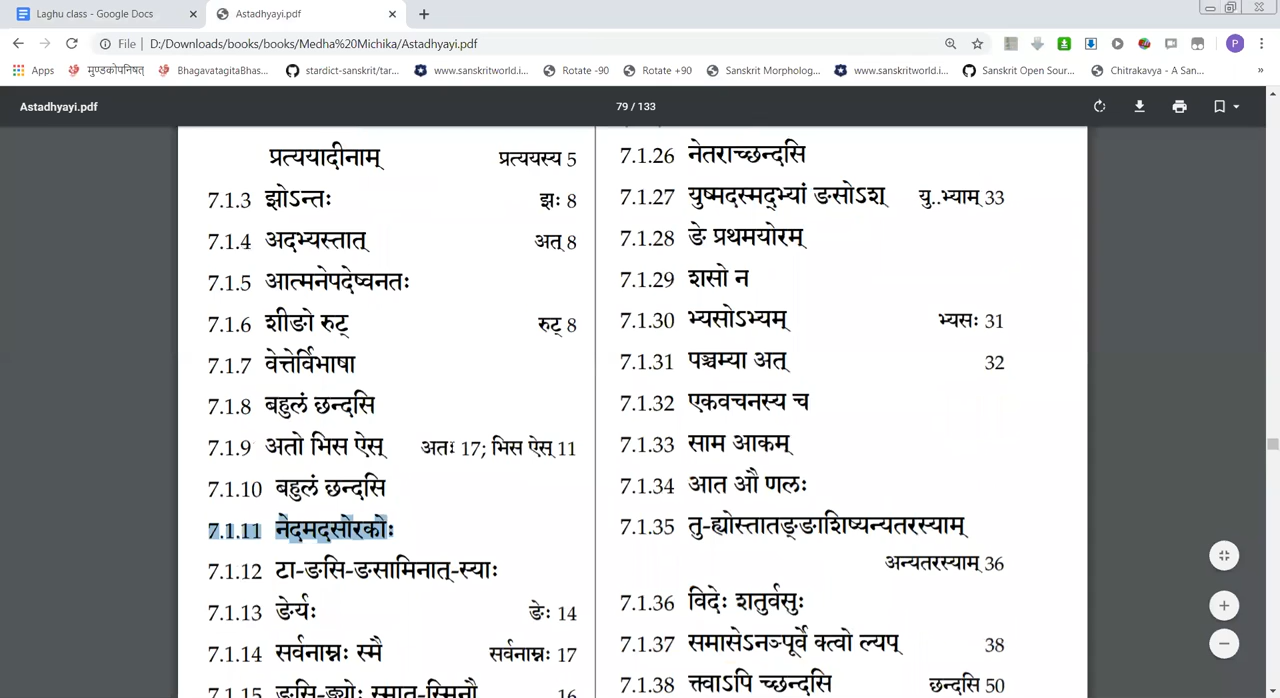 Laghu class - Google Docs
Astadhyayi.pdf
File | D:/Downloads/books/books/Medha%20Michika/Astadhyayi.pdf
Apps मुण्डकोपनिषत् BhagavatagitaBhas... stardict-sanskrit/tar... www.sanskritworld.i... Rotate -90 Rotate +90 Sanskrit Morpholog... www.sanskritworld.i... Sanskrit Open Sour... Chitrakavya - A San... »
Astadhyayi.pdf 79 / 133
प्रत्ययादीनाम् प्रत्ययस्य 5
7.1.3 झोऽन्तः झः 8
7.1.4 अदभ्यस्तात् अत् 8
7.1.5 आत्मनेपदेष्वनतः
7.1.6 शीङो रुट् रुट् 8
7.1.7 वेत्तेर्विभाषा
7.1.8 बहुलं छन्दसि
7.1.9 अतो भिस ऐस् अतः 17; भिस ऐस् 11
7.1.10 बहुलं छन्दसि
7.1.11 नेदमदसोरकोः
7.1.12 टा-ङसि-ङसामिनात्-स्याः
7.1.13 ङेर्यः ङेः 14
7.1.14 सर्वनाम्नः स्मै सर्वनाम्नः 17
7.1.15 ङसि-ङ्योः स्मात्-स्मिनौ 16
7.1.26 नेतराच्छन्दसि
7.1.27 युष्मदस्मद्भ्यां ङसोऽश् यु..भ्याम् 33
7.1.28 ङे प्रथमयोरम्
7.1.29 शसो न
7.1.30 भ्यसोऽभ्यम् भ्यसः 31
7.1.31 पञ्चम्या अत् 32
7.1.32 एकवचनस्य च
7.1.33 साम आकम्
7.1.34 आत औ णलः
7.1.35 तु-ह्योस्तातङ्ङाशिष्यन्यतरस्याम्
अन्यतरस्याम् 36
7.1.36 विदेः शतुर्वसुः
7.1.37 समासेऽनञ्पूर्वे क्त्वो ल्यप् 38
7.1.38 क्त्वाऽपि च्छन्दसि छन्दसि 50